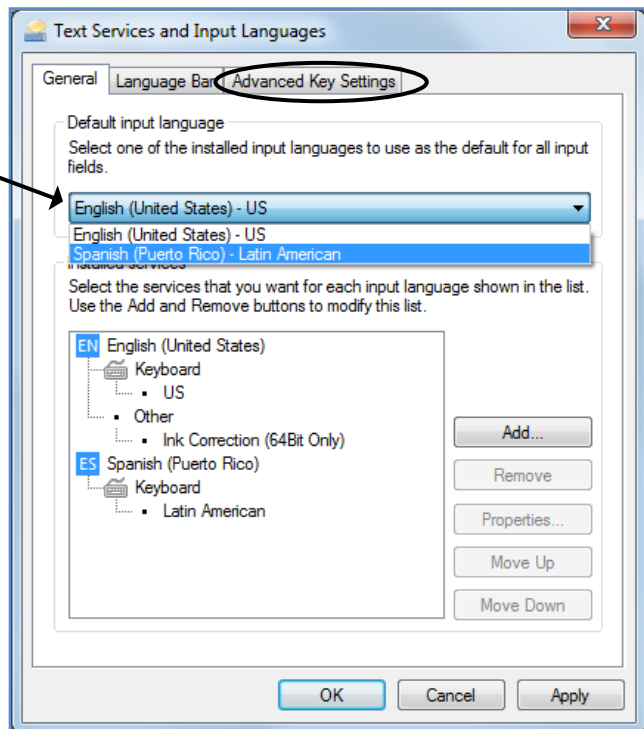 Text Services and Input Languages
General
Language Bar
Advanced Key Settings
Default input language
Select one of the installed input languages to use as the default for all input
fields.
English (United States) - US
English (United States) - US
Spanish (Puerto Rico) - Latin American
Installed services
Select the services that you want for each input language shown in the list.
Use the Add and Remove buttons to modify this list.
EN English (United States)
Keyboard
US
Other
Ink Correction (64Bit Only)
ES Spanish (Puerto Rico)
Keyboard
Latin American
Add...
Remove
Properties...
Move Up
Move Down
OK
Cancel
Apply